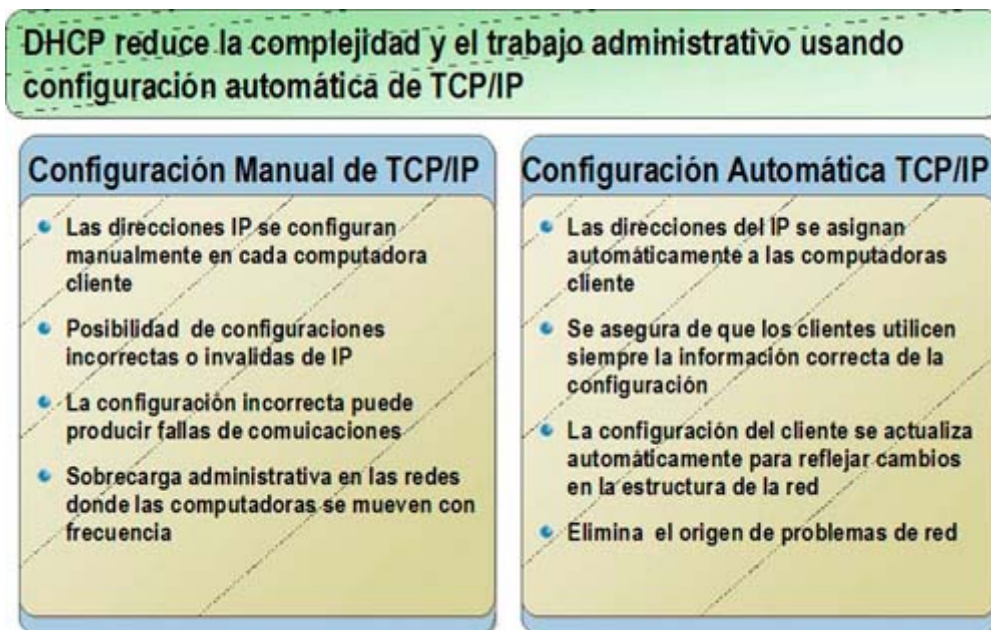 DHCP reduce la complejidad y el trabajo administrativo usando
configuración automática de TCP/IP
Configuración Manual de TCP/IP
Las direcciones IP se configuran
manualmente en cada computadora
cliente
Posibilidad de configuraciones
incorrectas o invalidas de IP
La configuración incorrecta puede
producir fallas de comuicaciones
Sobrecarga administrativa en las redes
donde las computadoras se mueven con
frecuencia
Configuración Automática TCP/IP
Las direcciones del IP se asignan
automáticamente a las computadoras
cliente
Se asegura de que los clientes utilicen
siempre la información correcta de la
configuración
La configuración del cliente se actualiza
automáticamente para reflejar cambios
en la estructura de la red
Elimina el origen de problemas de red